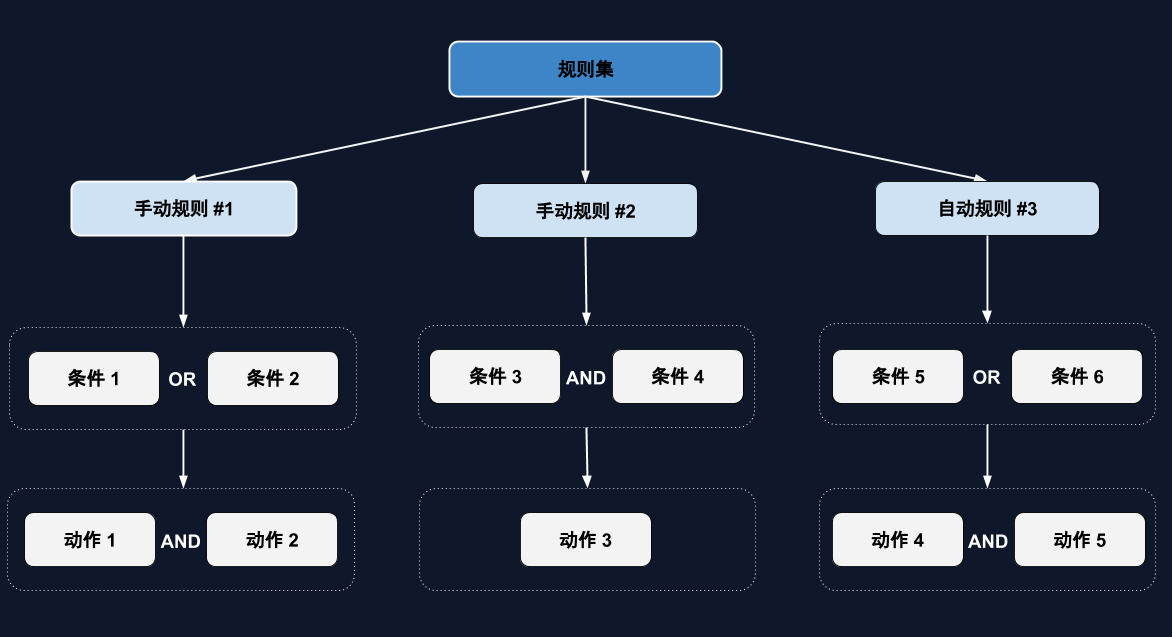 规则集
手动规则 #1
手动规则 #2
自动规则 #3
条件 1 OR 条件 2
条件 3 AND 条件 4
条件 5 OR 条件 6
动作 1 AND 动作 2
动作 3
动作 4 AND 动作 5